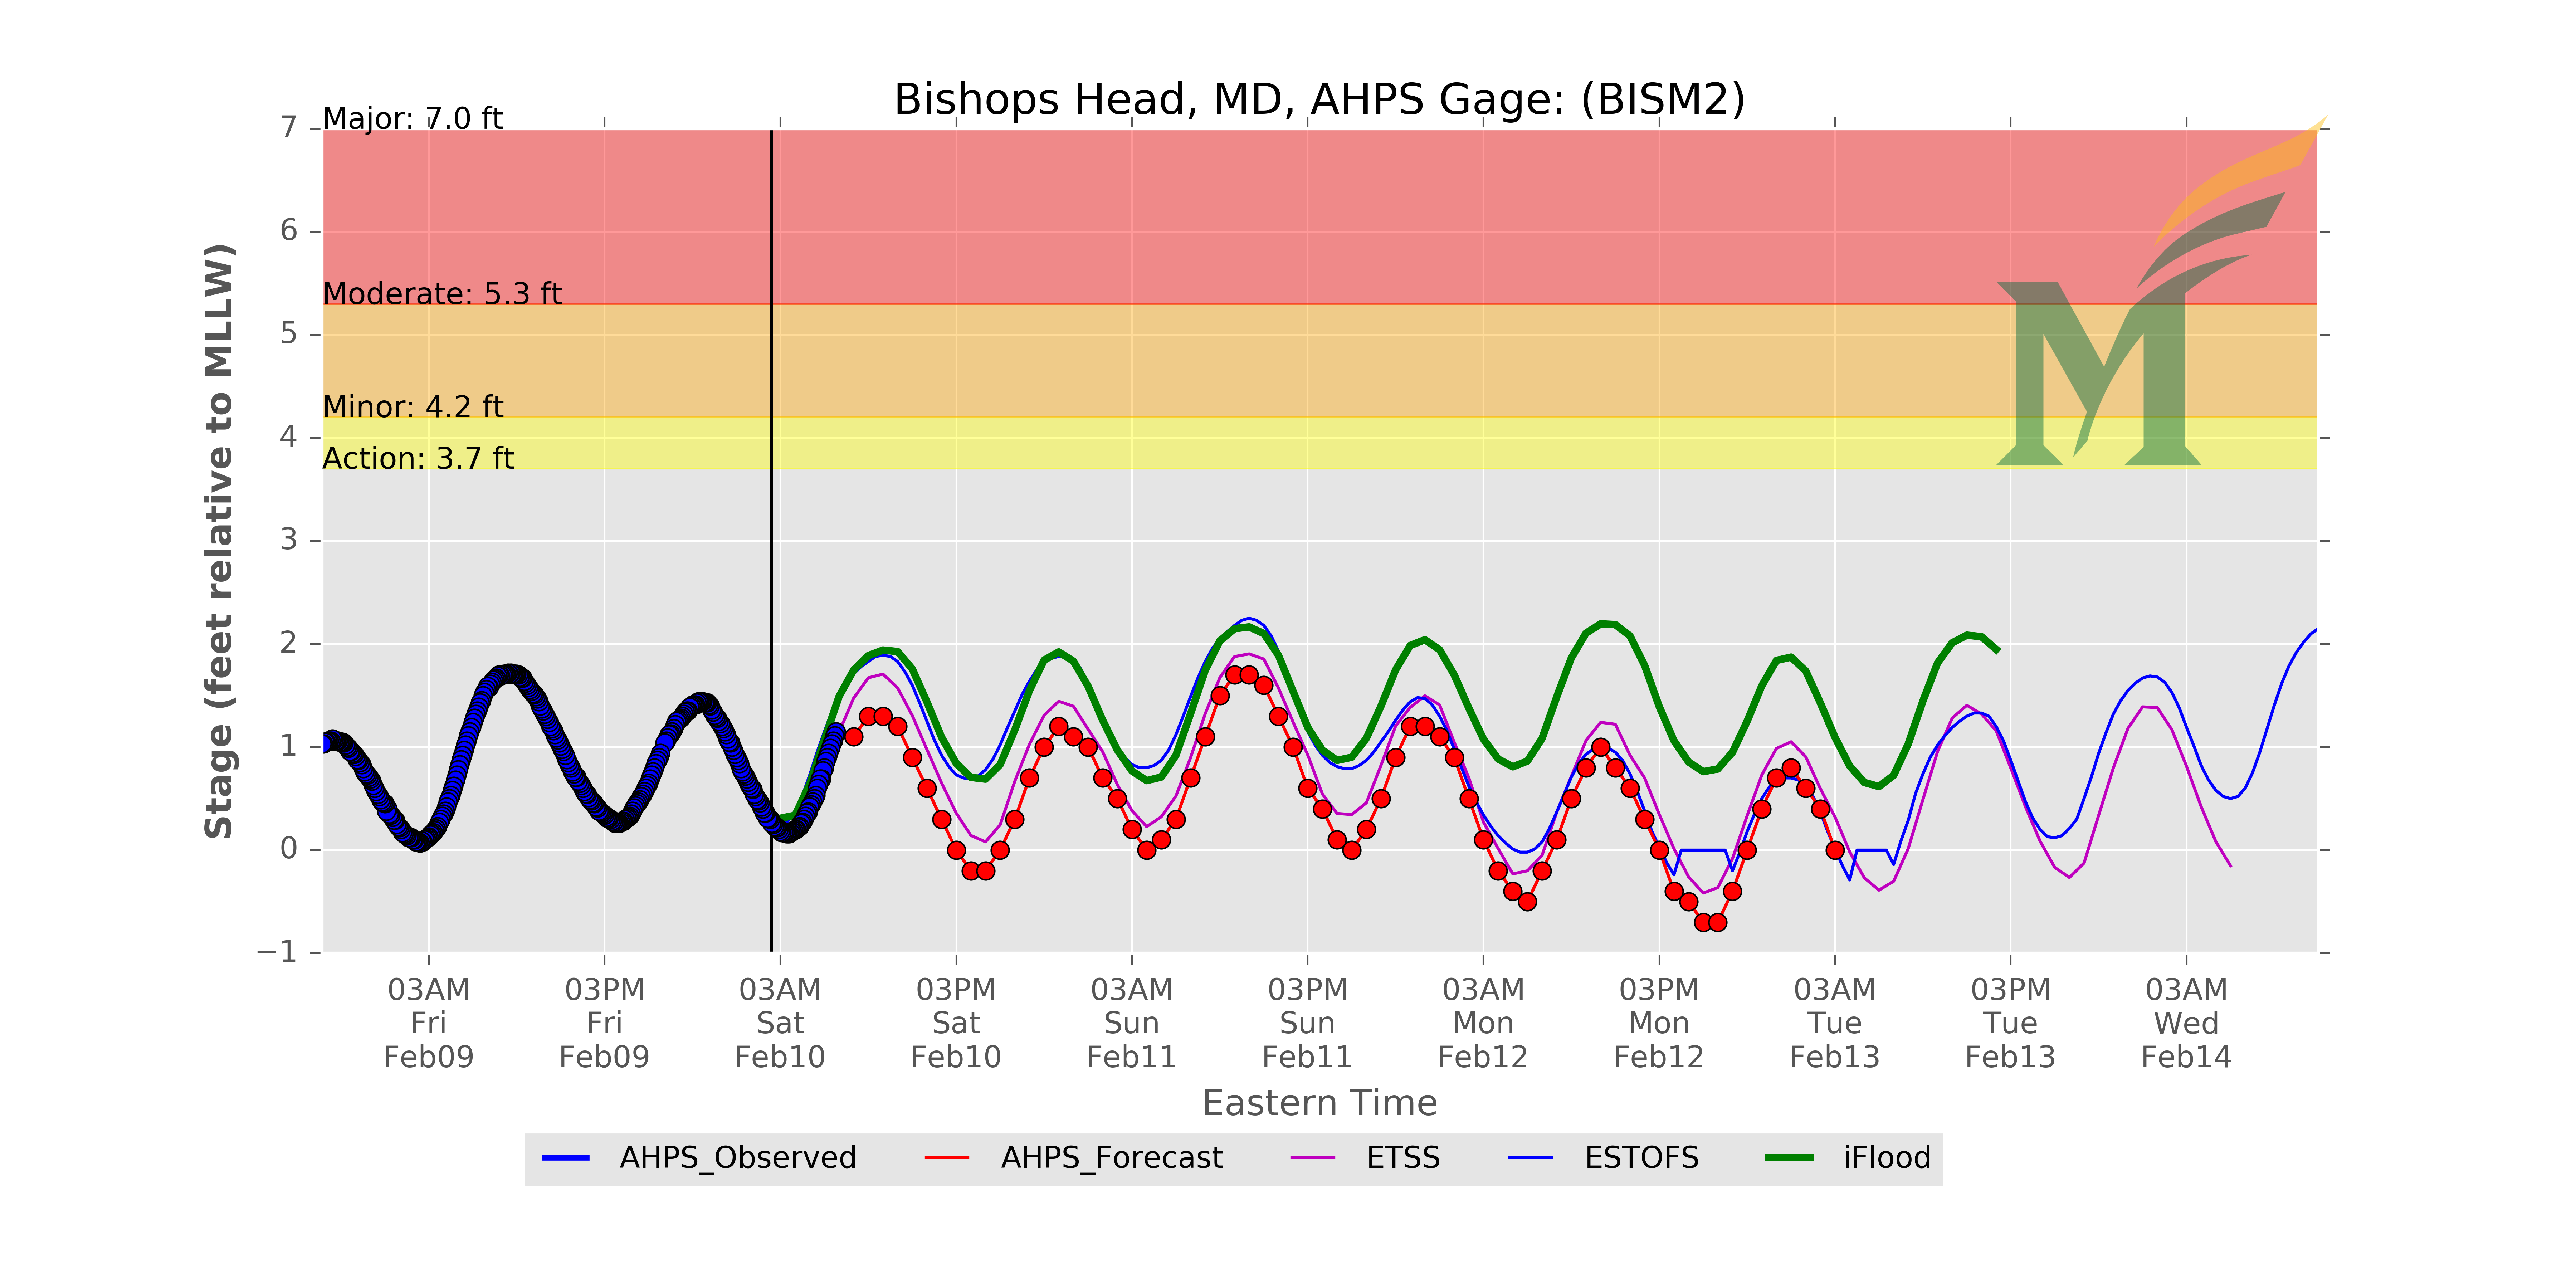 Bishops Head, MD, AHPS Gage: (BISM2)
Major: 7.0 ft
Moderate: 5.3 ft
Minor: 4.2 ft
Action: 3.7 ft
7
6
5
4
3
2
1
0
−1
Stage (feet relative to MLLW)
M
03AM Fri Feb09
03PM Fri Feb09
03AM Sat Feb10
03PM Sat Feb10
03AM Sun Feb11
03PM Sun Feb11
03AM Mon Feb12
03PM Mon Feb12
03AM Tue Feb13
03PM Tue Feb13
03AM Wed Feb14
Eastern Time
AHPS_Observed AHPS_Forecast ETSS ESTOFS iFlood